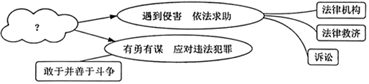 ?
遇到侵害 依法求助
法律机构
法律救济
诉讼
有勇有谋 应对违法犯罪
敢于并善于斗争